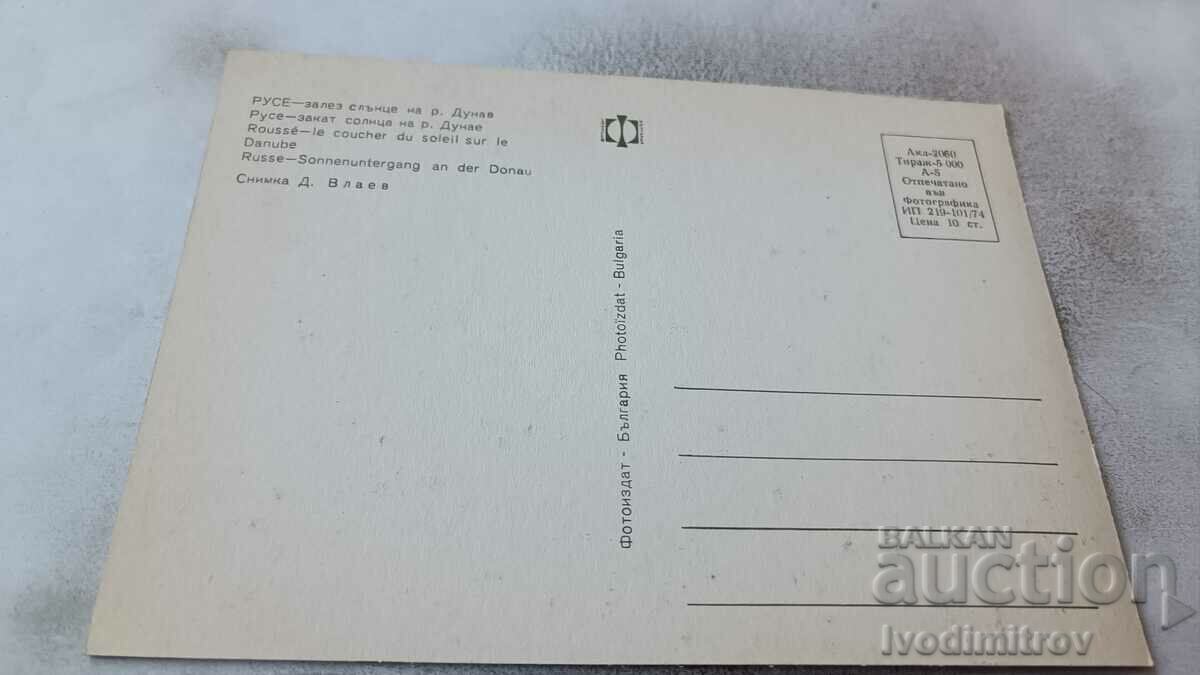 РУСЕ—залез слънце на р. Дунав
Русе—закат солнца на р. Дунае
Roussé—le coucher du soleil sur le
Danube
Russe—Sonnenuntergang an der Donau
Снимка Д. Влаев
Фотоиздат - България Photoizdat - Bulgaria
Акл-2060
Тираж-5 000
А-5
Отпечатано
във
Фотографика
ИП 219-101/74
Цена 10 ст.
BALKAN
auction
Ivodimitrov